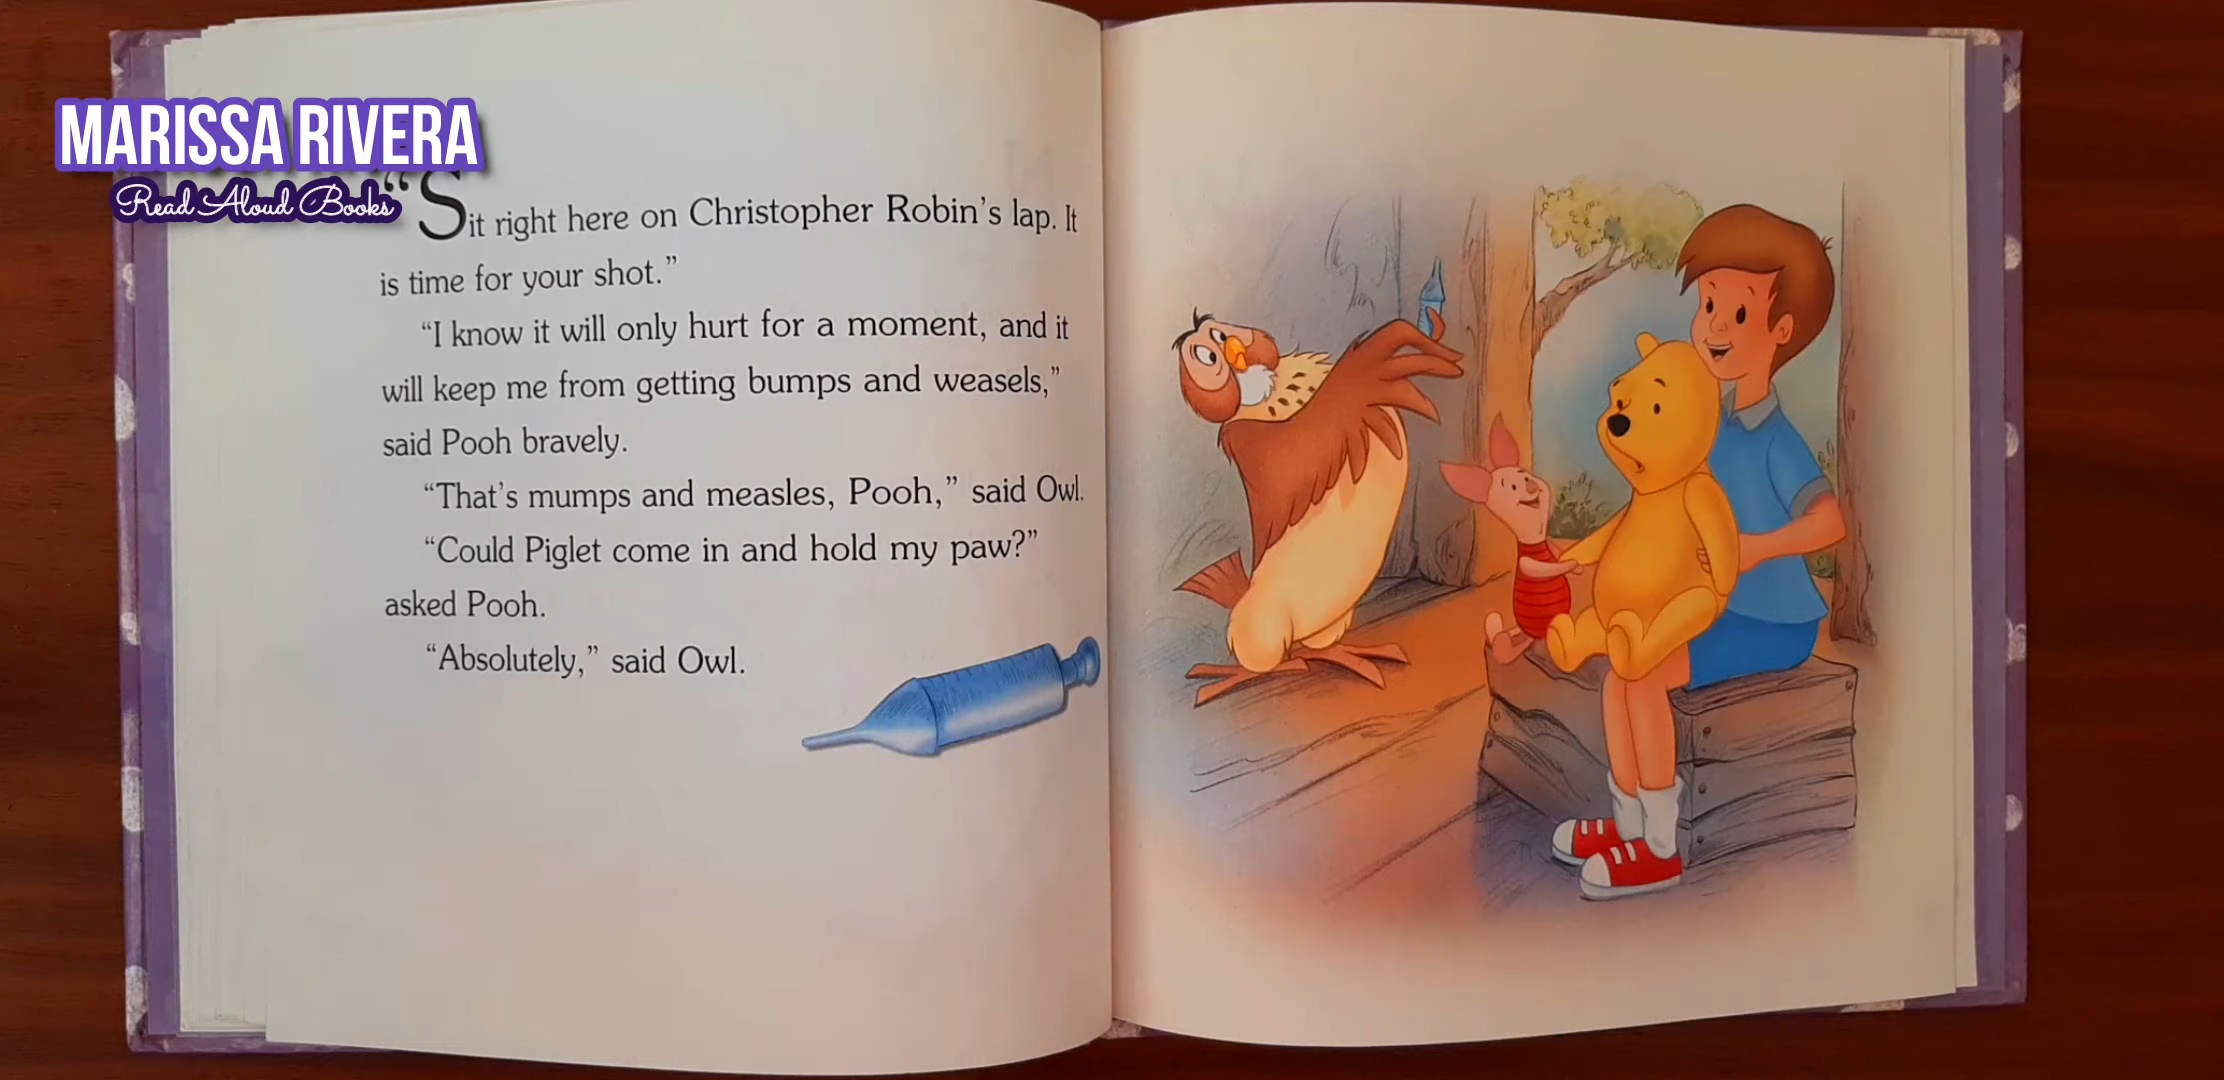 MARISSA RIVERA
Read Aloud Books
“Sit right here on Christopher Robin’s lap. It
is time for your shot.”
“I know it will only hurt for a moment, and it
will keep me from getting bumps and weasels,”
said Pooh bravely.
“That’s mumps and measles, Pooh,” said Owl.
“Could Piglet come in and hold my paw?”
asked Pooh.
“Absolutely,” said Owl.